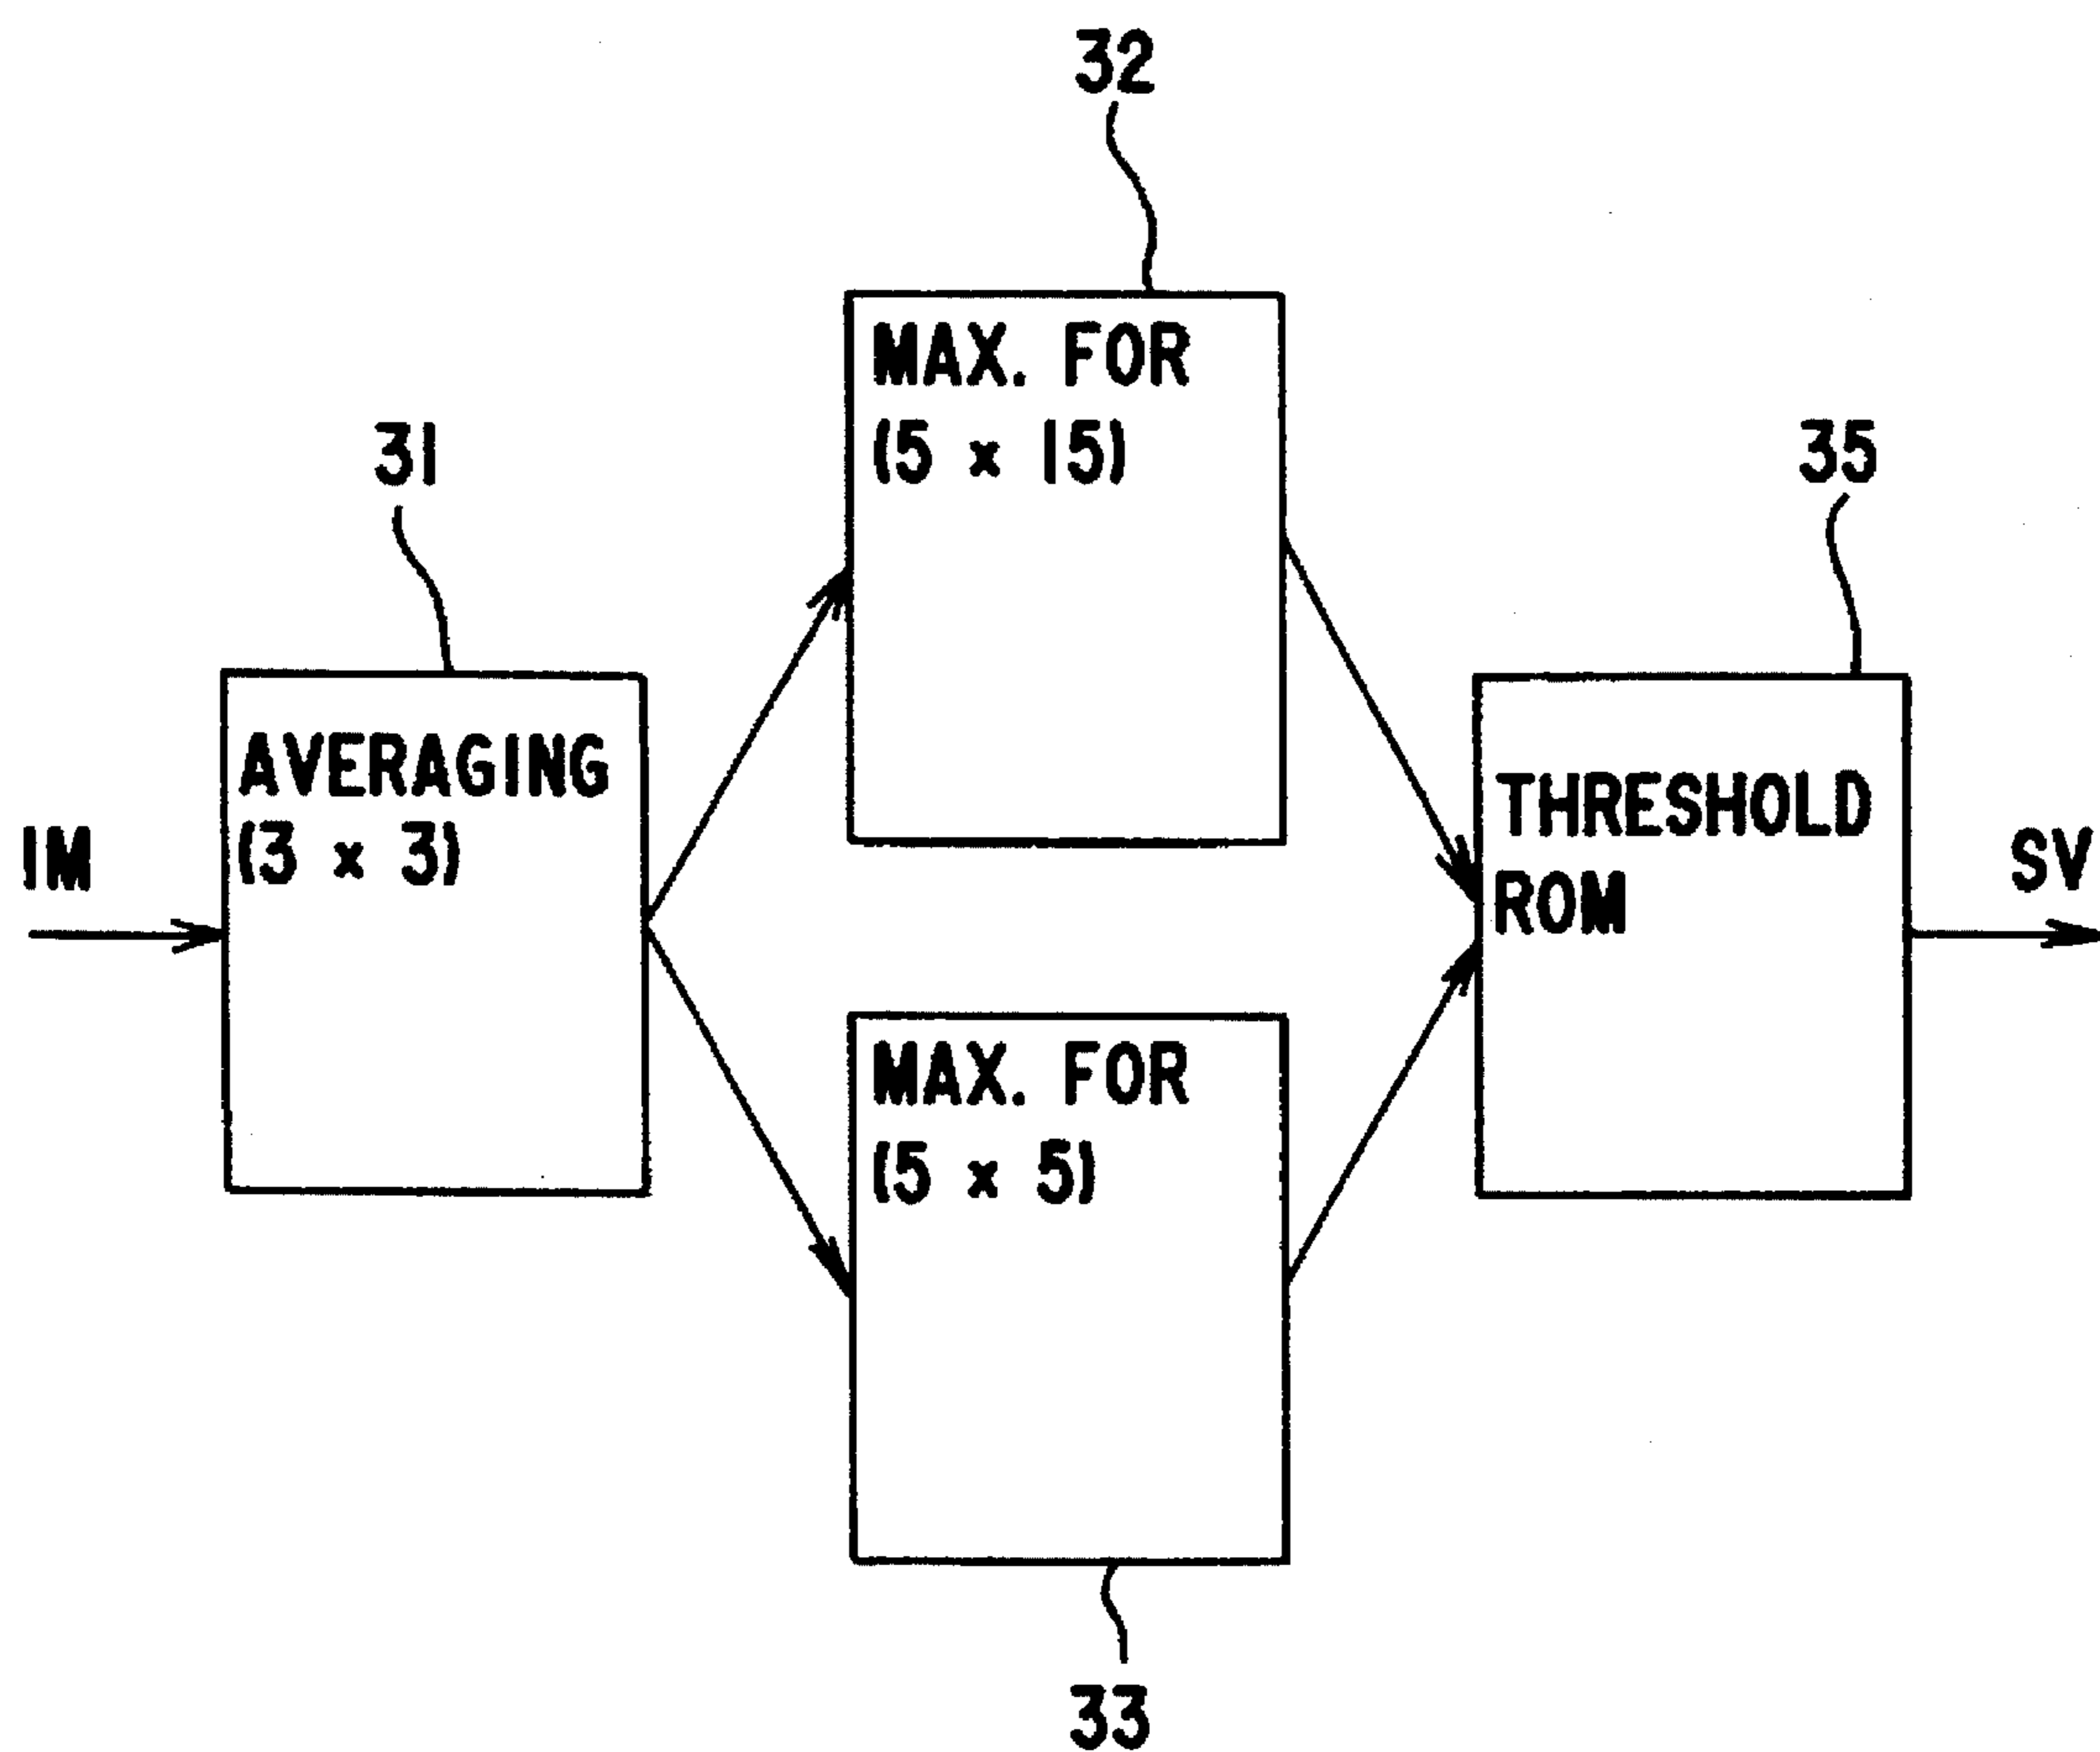 32
MAX. FOR
(5 x 15)
31
35
AVERAGING
(3 x 3)
IM
THRESHOLD
ROM
SV
MAX. FOR
(5 x 5)
33